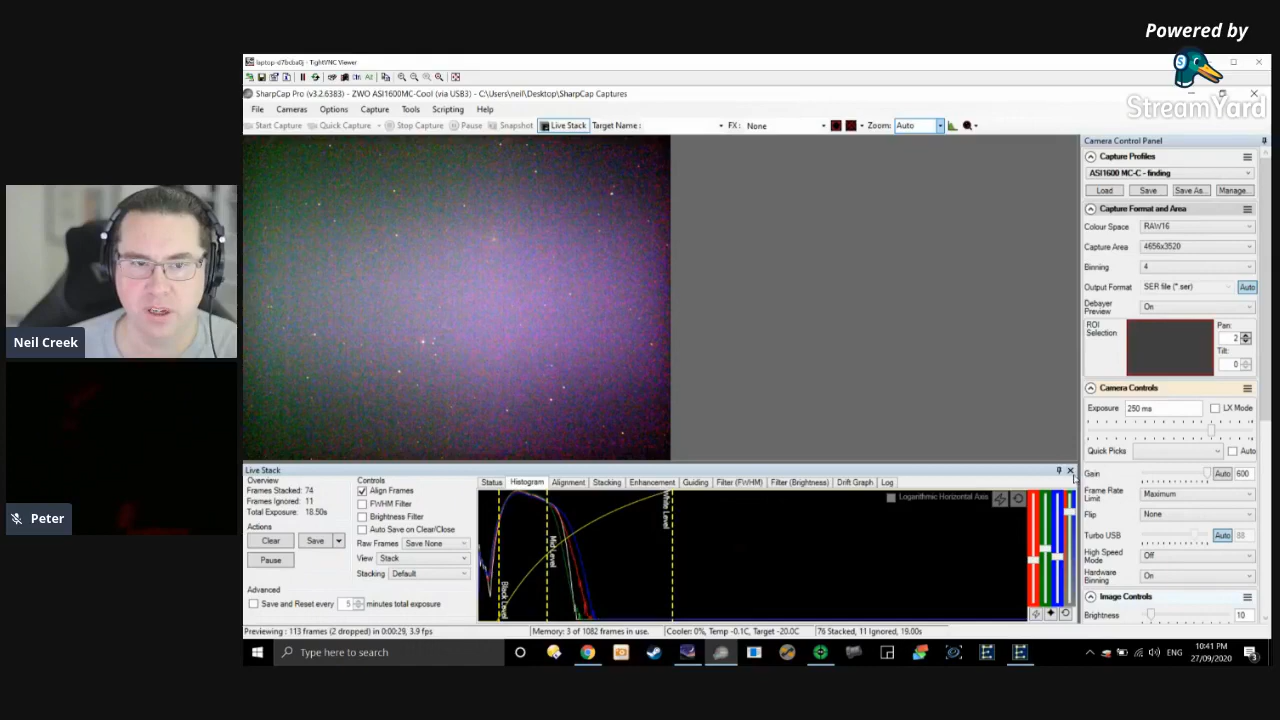 Powered by
StreamYard
laptop-d7bcba0j - TightVNC Viewer
SharpCap Pro (v3.2.6383) - ZWO ASI1600MC-Cool (via USB3) - C:\Users\neil\Desktop\SharpCap Captures
File Cameras Options Capture Tools Scripting Help
Start Capture Quick Capture Stop Capture Pause Snapshot Live Stack Target Name : FX : None Zoom: Auto
Camera Control Panel
Capture Profiles
ASI1600 MC-C - finding
Load Save Save As... Manage...
Capture Format and Area
Colour Space RAW16
Capture Area 4656x3520
Binning 4
Output Format SER file (*.ser) Auto
Debayer Preview On
ROI Selection
Pan: 2
Tilt: 0
Camera Controls
Exposure 250 ms LX Mode
Quick Picks Auto
Gain Auto 600
Frame Rate Limit Maximum
Flip None
Turbo USB Auto 88
High Speed Mode Off
Hardware Binning On
Image Controls
Brightness 10
Neil Creek
Peter
Live Stack
Overview
Frames Stacked: 74
Frames Ignored: 11
Total Exposure: 18.50s
Actions
Clear Save
Pause
Advanced
Save and Reset every 5 minutes total exposure
Controls
Align Frames
FWHM Filter
Brightness Filter
Auto Save on Clear/Close
Raw Frames Save None
View Stack
Stacking Default
Status Histogram Alignment Stacking Enhancement Guiding Filter (FWHM) Filter (Brightness) Drift Graph Log
Logarithmic Horizontal Axis
Black Level
Mid Level
White Level
Previewing : 113 frames (2 dropped) in 0:00:29, 3.9 fps
Memory: 3 of 1082 frames in use.
Cooler: 0%, Temp -0.1C, Target -20.0C
76 Stacked, 11 Ignored, 19.00s
Type here to search
ENG
10:41 PM
27/09/2020
3